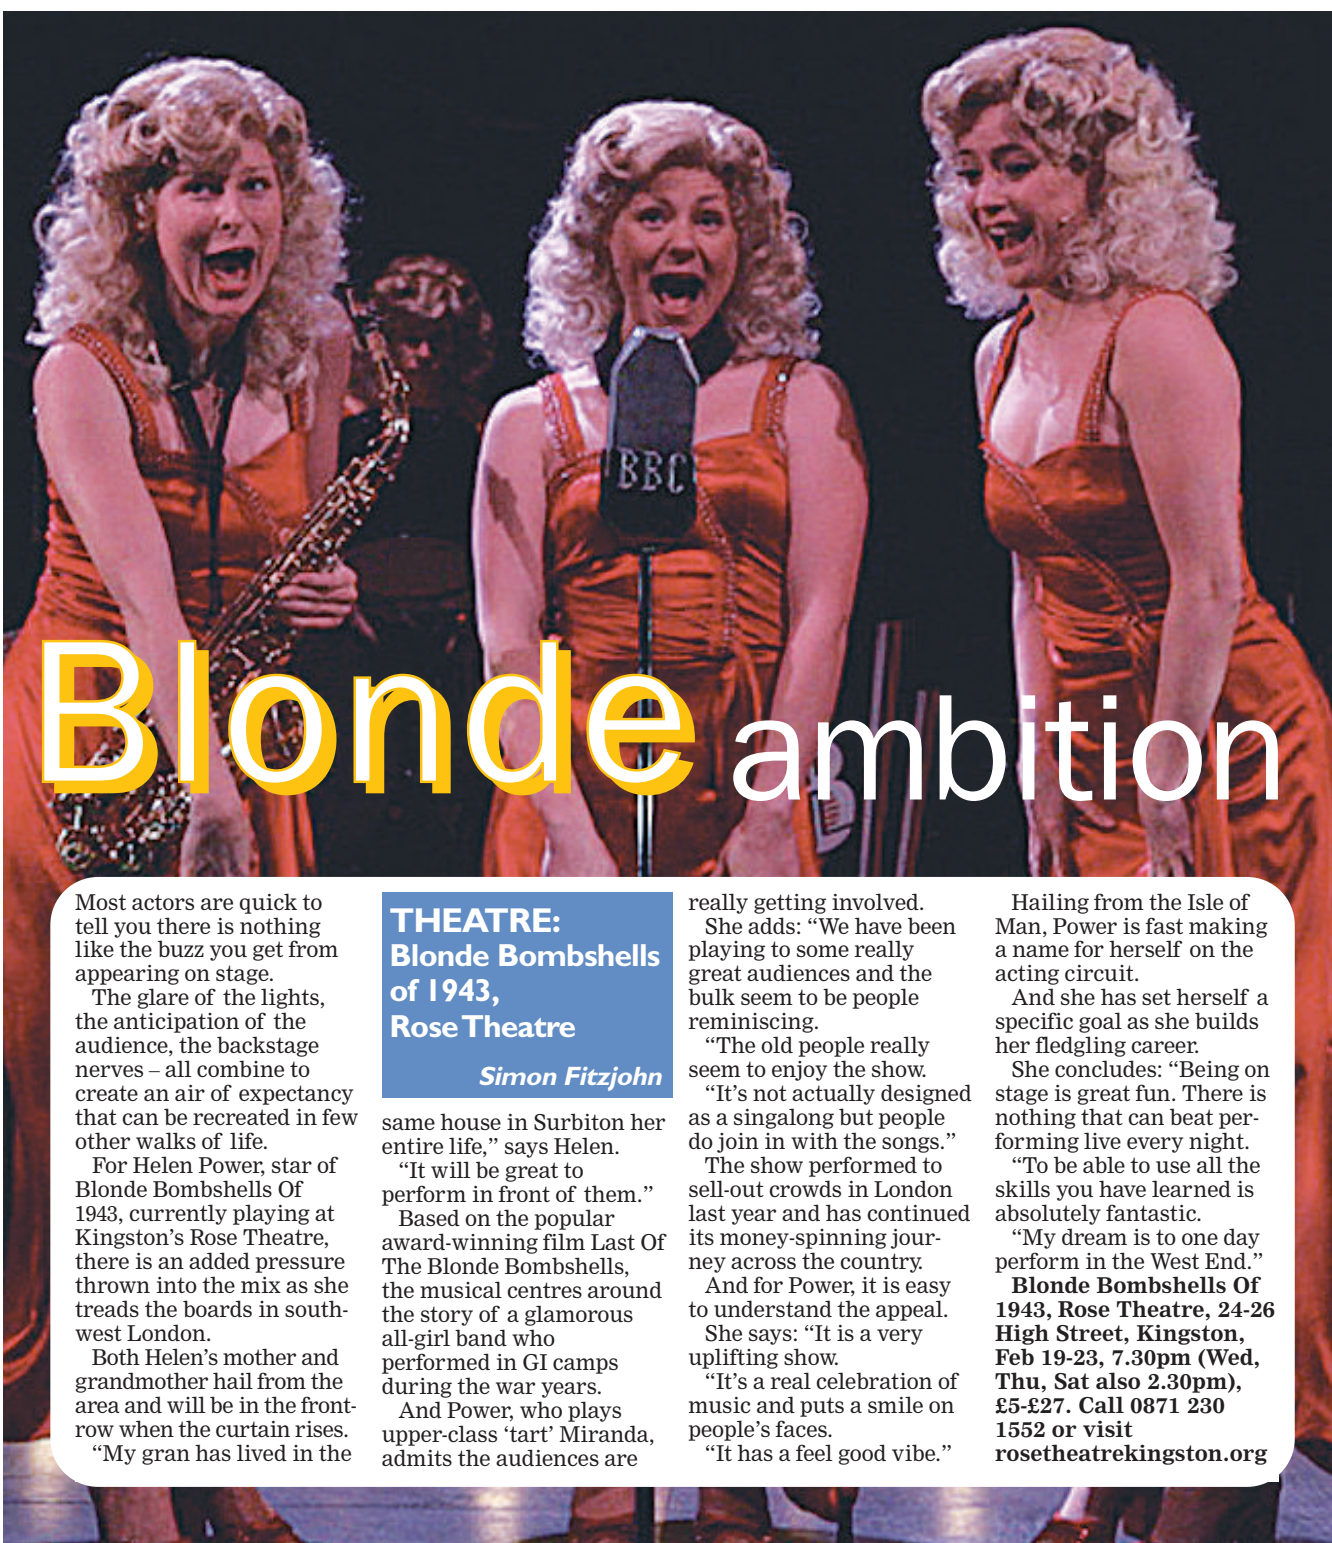 BBC
Blonde ambition
Most actors are quick to
tell you there is nothing
like the buzz you get from
appearing on stage.
The glare of the lights,
the anticipation of the
audience, the backstage
nerves – all combine to
create an air of expectancy
that can be recreated in few
other walks of life.
For Helen Power, star of
Blonde Bombshells Of
1943, currently playing at
Kingston's Rose Theatre,
there is an added pressure
thrown into the mix as she
treads the boards in south-
west London.
Both Helen's mother and
grandmother hail from the
area and will be in the front-
row when the curtain rises.
“My gran has lived in the
THEATRE:
Blonde Bombshells
of 1943,
Rose Theatre
Simon Fitzjohn
same house in Surbiton her
entire life,” says Helen.
“It will be great to
perform in front of them.”
Based on the popular
award-winning film Last Of
The Blonde Bombshells,
the musical centres around
the story of a glamorous
all-girl band who
performed in GI camps
during the war years.
And Power, who plays
upper-class ‘tart’ Miranda,
admits the audiences are
really getting involved.
She adds: “We have been
playing to some really
great audiences and the
bulk seem to be people
reminiscing.
“The old people really
seem to enjoy the show.
“It's not actually designed
as a singalong but people
do join in with the songs.”
The show performed to
sell-out crowds in London
last year and has continued
its money-spinning jour-
ney across the country.
And for Power, it is easy
to understand the appeal.
She says: “It is a very
uplifting show.
“It's a real celebration of
music and puts a smile on
people's faces.
“It has a feel good vibe.”
Hailing from the Isle of
Man, Power is fast making
a name for herself on the
acting circuit.
And she has set herself a
specific goal as she builds
her fledgling career.
She concludes: “Being on
stage is great fun. There is
nothing that can beat per-
forming live every night.
“To be able to use all the
skills you have learned is
absolutely fantastic.
“My dream is to one day
perform in the West End.”
Blonde Bombshells Of
1943, Rose Theatre, 24-26
High Street, Kingston,
Feb 19-23, 7.30pm (Wed,
Thu, Sat also 2.30pm),
£5-£27. Call 0871 230
1552 or visit
rosetheatrekingston.org